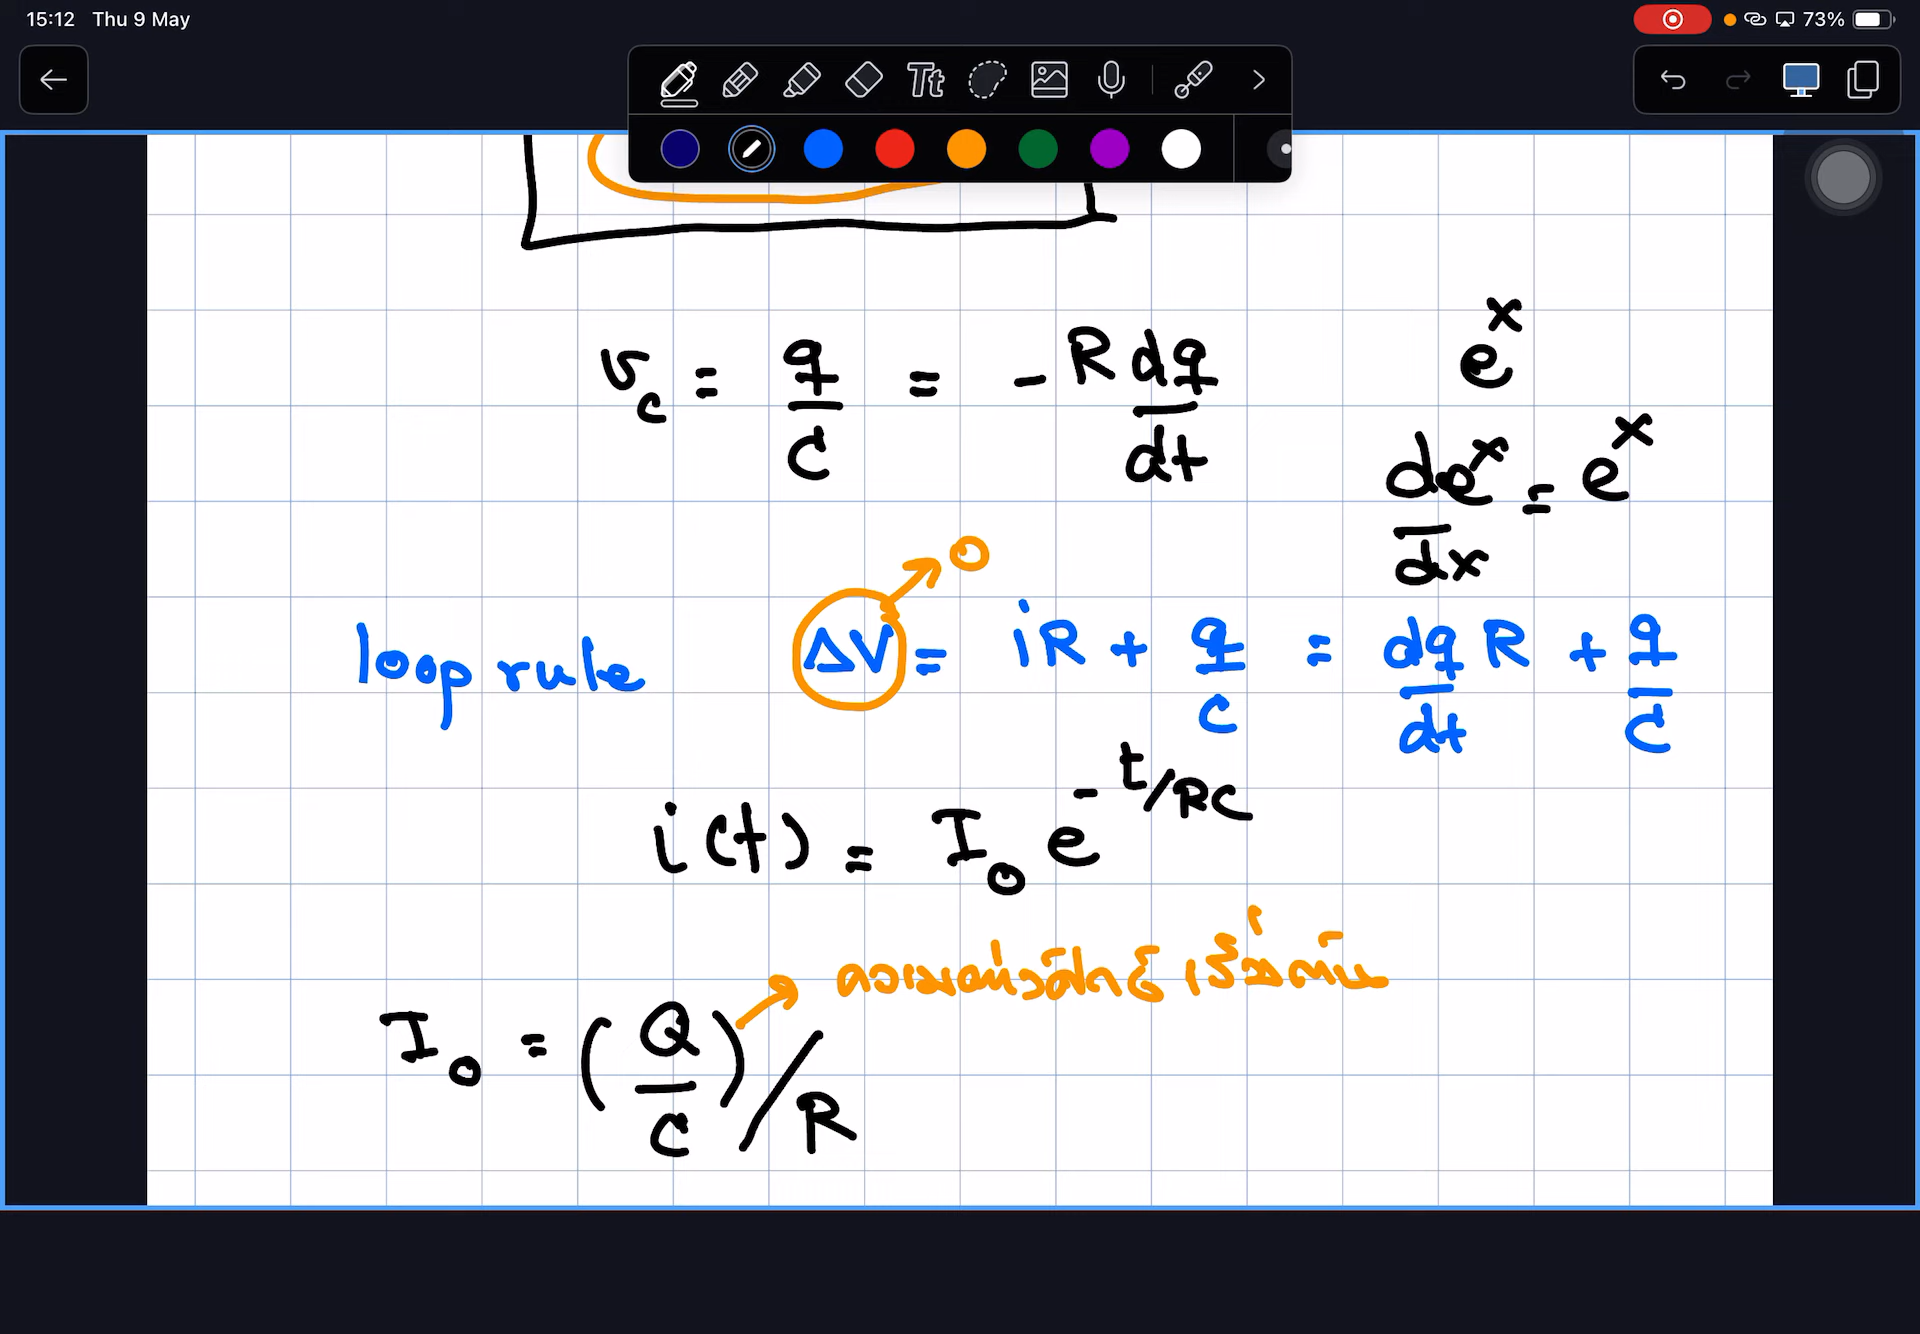 15:12 Thu 9 May 73%
Tt
v_c = q/C = -R dq/dt
e^x
de^x/dx = e^x
0
loop rule ΔV = iR + q/C = dq/dt R + q/C
i(t) = I_0 e^{-t/RC}
ความต่างศักย์ เริ่มต้น
I_0 = (Q/C)/R